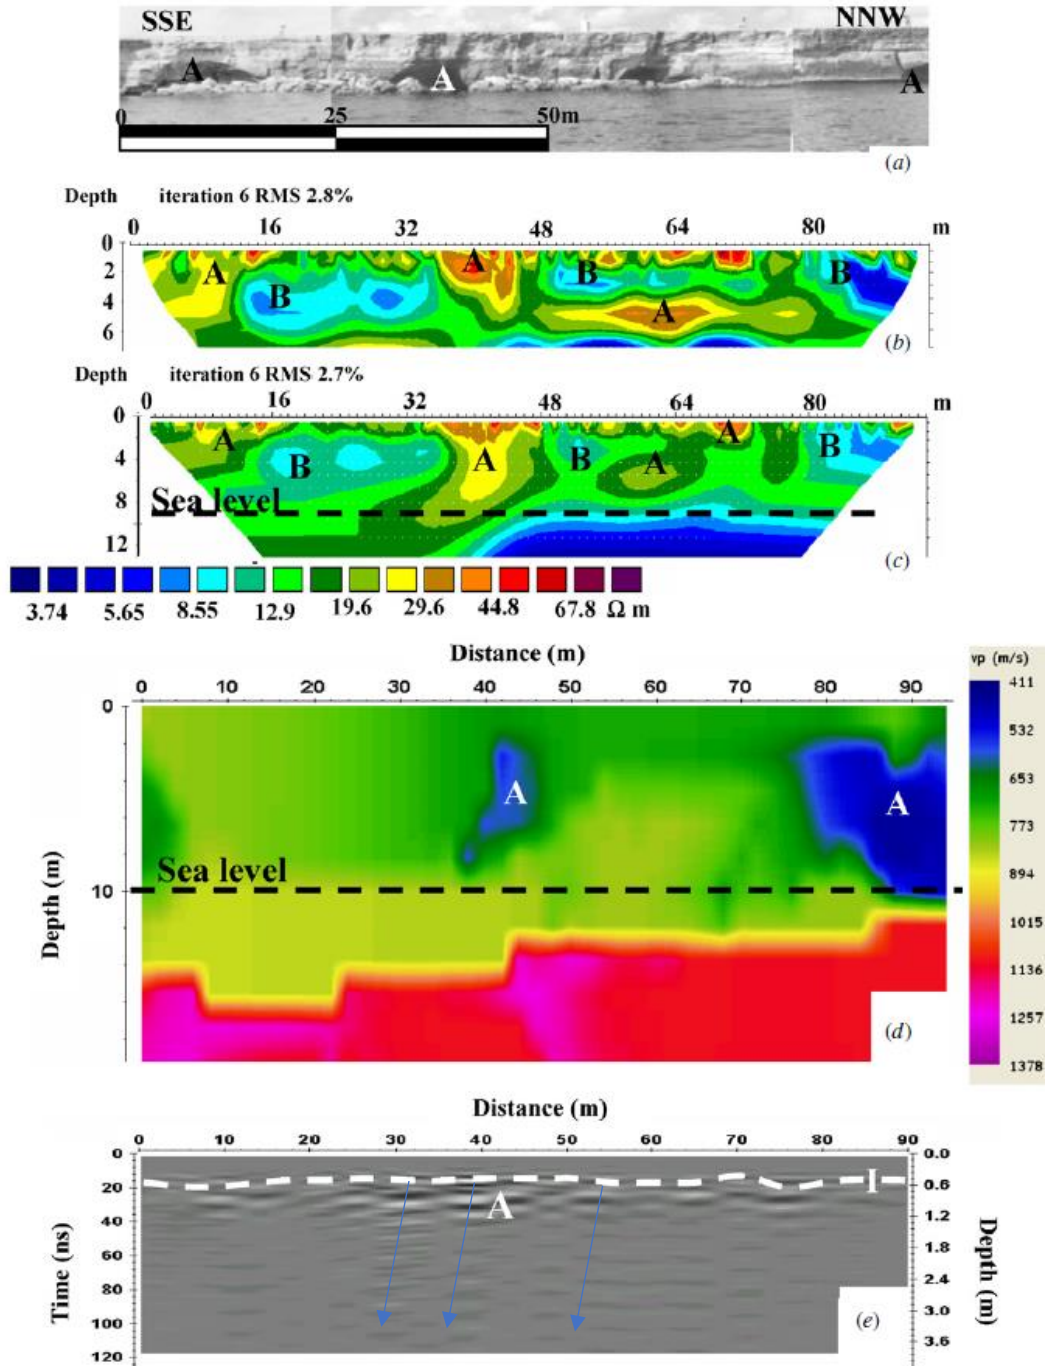 SSE NNW
A A A
0 25 50m
(a)
Depth iteration 6 RMS 2.8%
0 16 32 48 64 80 m
0
2
4
6
A B A B A B
(b)
Depth iteration 6 RMS 2.7%
0 16 32 48 64 80 m
0
4
8
12
A B A B A A B
Sea level
(c)
3.74 5.65 8.55 12.9 19.6 29.6 44.8 67.8 Ω m
Distance (m)
0 10 20 30 40 50 60 70 80 90
0
10
Depth (m)
A A
Sea level
(d)
vp (m/s)
411
532
653
773
894
1015
1136
1257
1378
Distance (m)
0 10 20 30 40 50 60 70 80 90
0
20
40
60
80
100
120
Time (ns)
I
A
0.0
0.6
1.2
1.8
2.4
3.0
3.6
Depth (m)
(e)